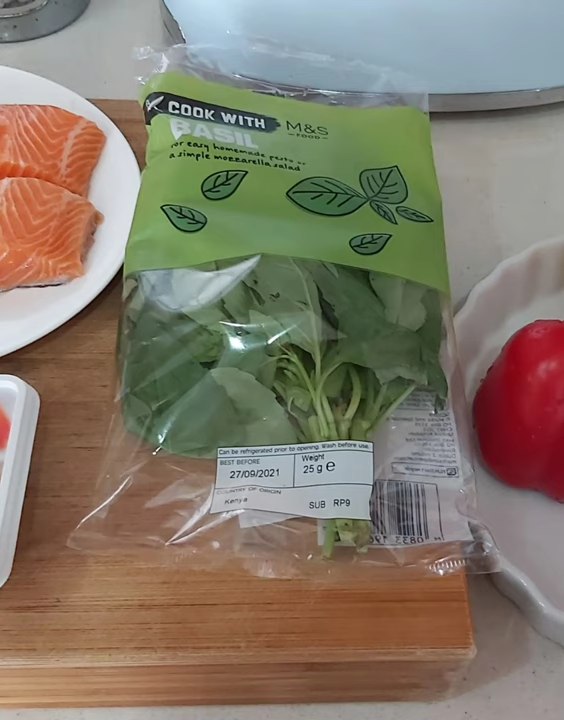 COOK WITH
BASIL
M&S
FOOD
for easy homemade pesto or
a simple mozzarella salad
Can be refrigerated prior to opening. Wash before use.
BEST BEFORE
27/09/2021
Weight
25 g e
COUNTRY OF ORIGIN
Kenya
SUB RP9